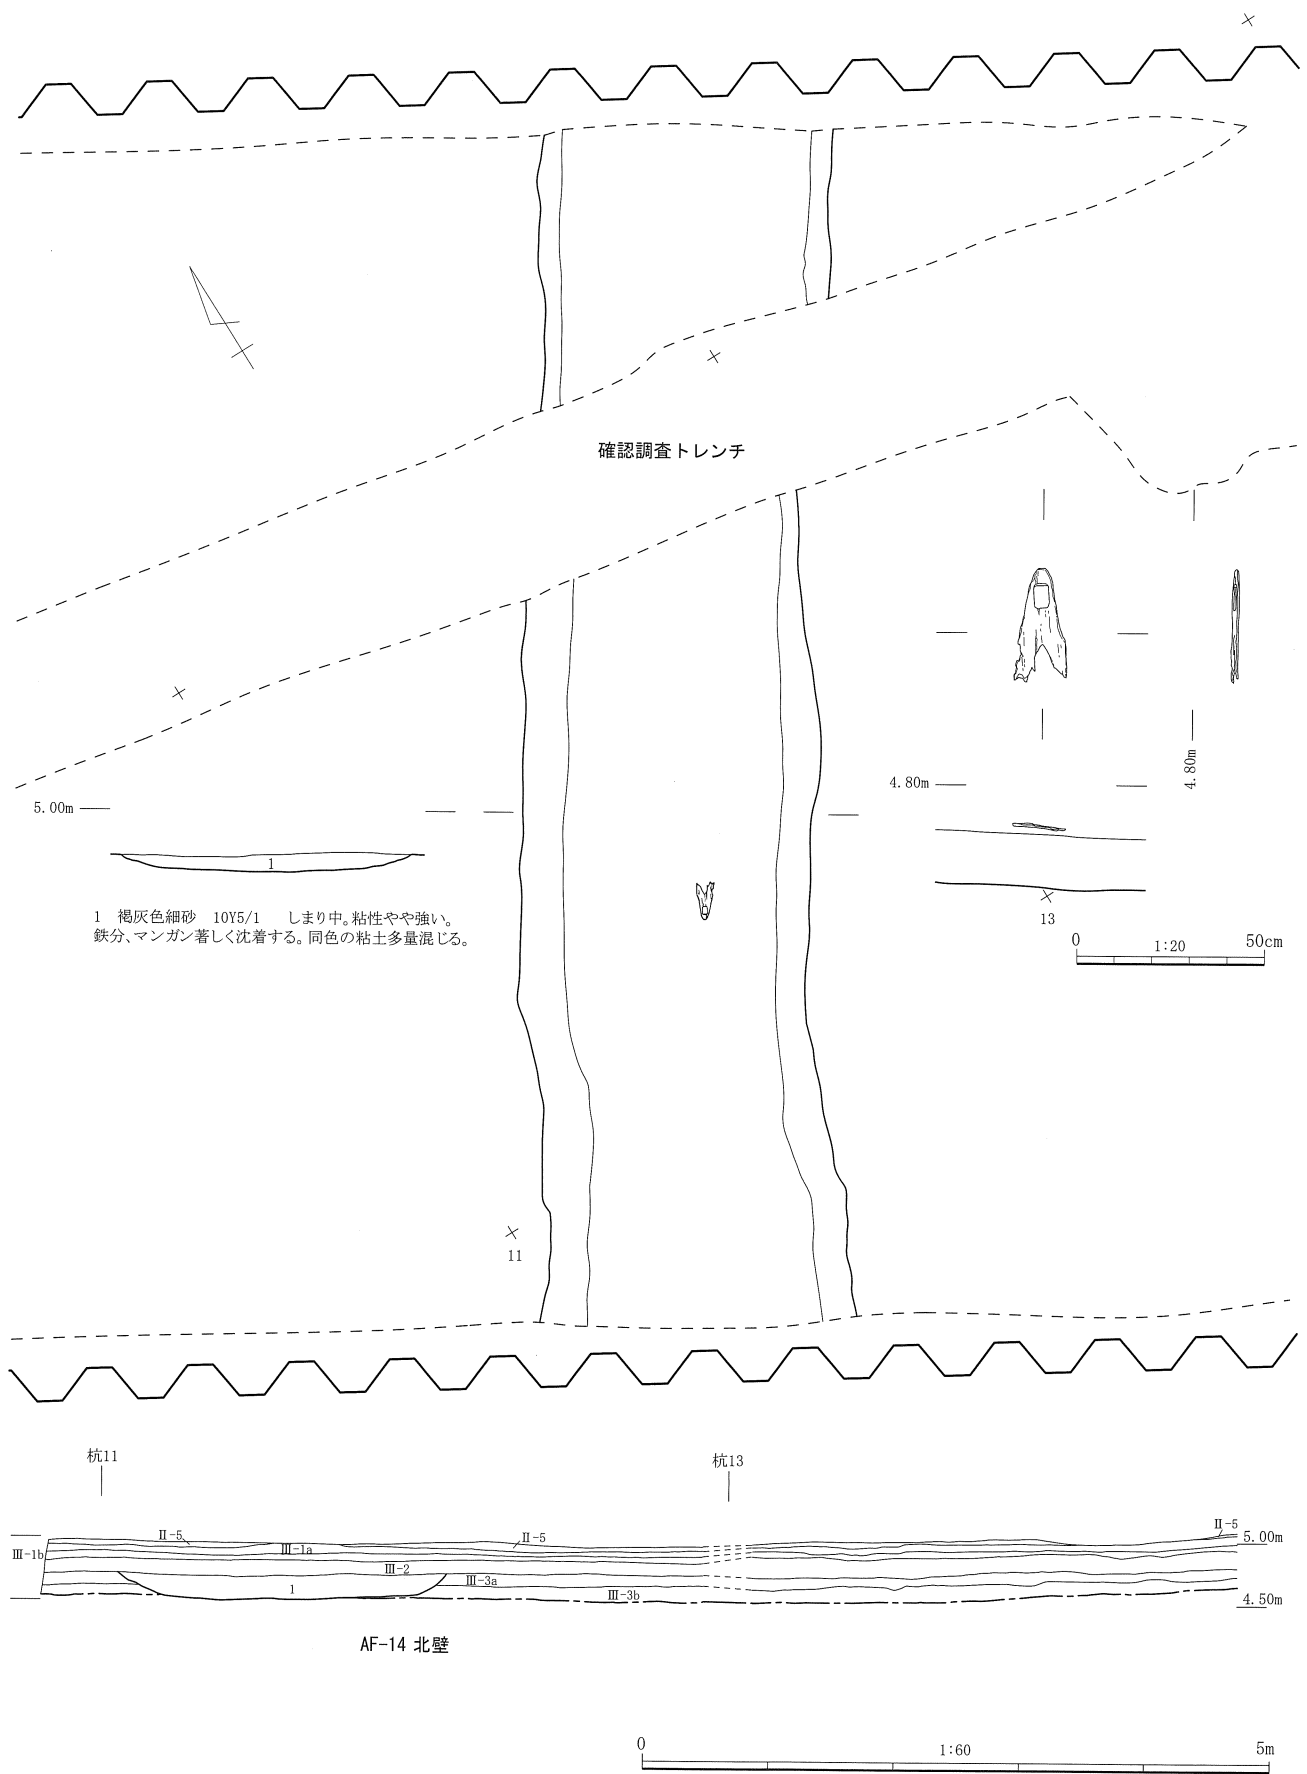 確認調査トレンチ
4.80m
4.80m
5.00m
1
1 褐灰色細砂 10Y5/1 しまり中。粘性やや強い。
鉄分、マンガン著しく沈着する。同色の粘土多量混じる。
13
0 1:20 50cm
11
杭11
杭13
Ⅱ-5
Ⅱ-5
Ⅱ-5
5.00m
Ⅲ-1b
Ⅲ-1a
Ⅲ-2
Ⅲ-3a
1
Ⅲ-3b
4.50m
AF-14 北壁
0 1:60 5m